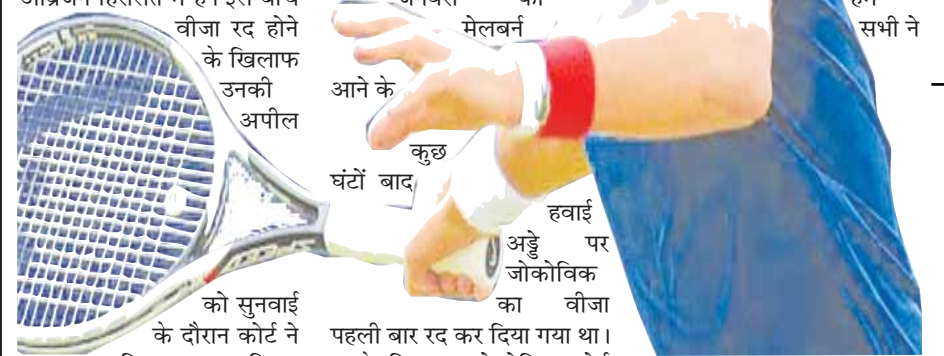 वीजा रद होने
के खिलाफ
उनकी
अपील
को सुनवाई
के दौरान कोर्ट ने
मेलबर्न
आने के
कुछ
घंटों बाद
हवाई
अड्डे पर
जोकोविक
का वीजा
पहली बार रद कर दिया गया था।
सभी ने